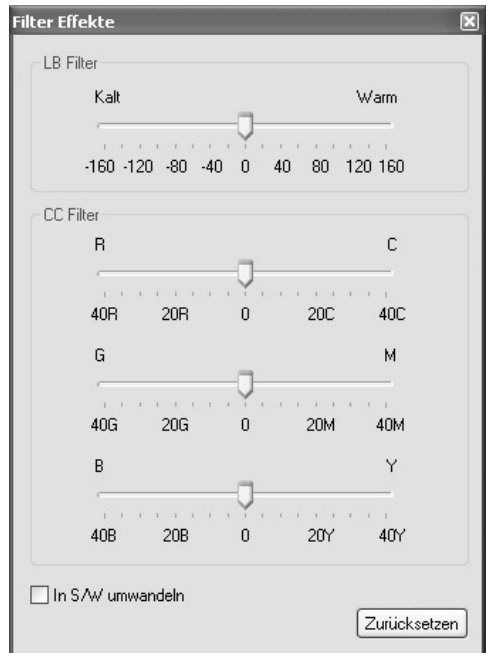 Filter Effekte
LB Filter
Kalt Warm
-160 -120 -80 -40 0 40 80 120 160
CC Filter
R C
40R 20R 0 20C 40C
G M
40G 20G 0 20M 40M
B Y
40B 20B 0 20Y 40Y
In S/W umwandeln
Zurücksetzen